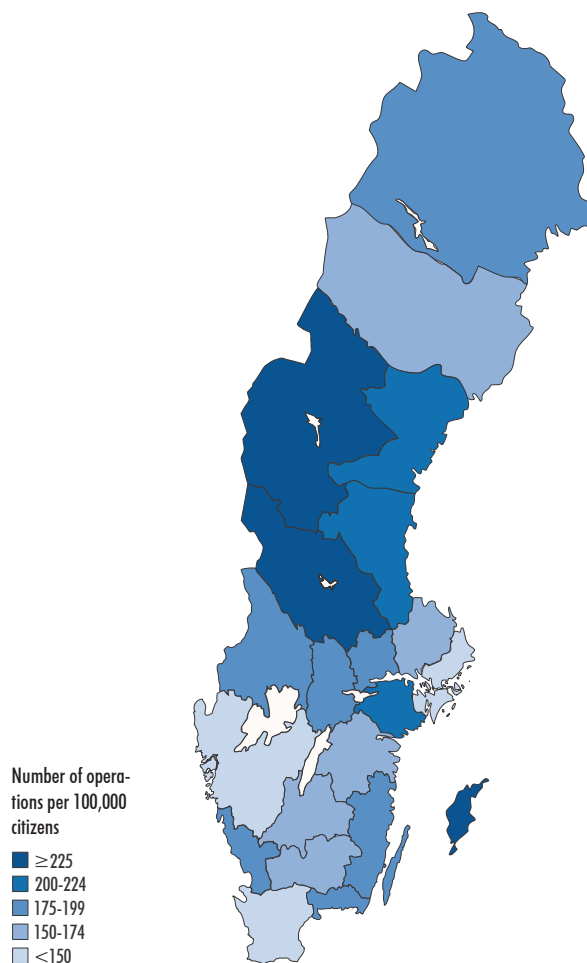 Number of opera-
tions per 100,000
citizens
≥225
200-224
175-199
150-174
<150